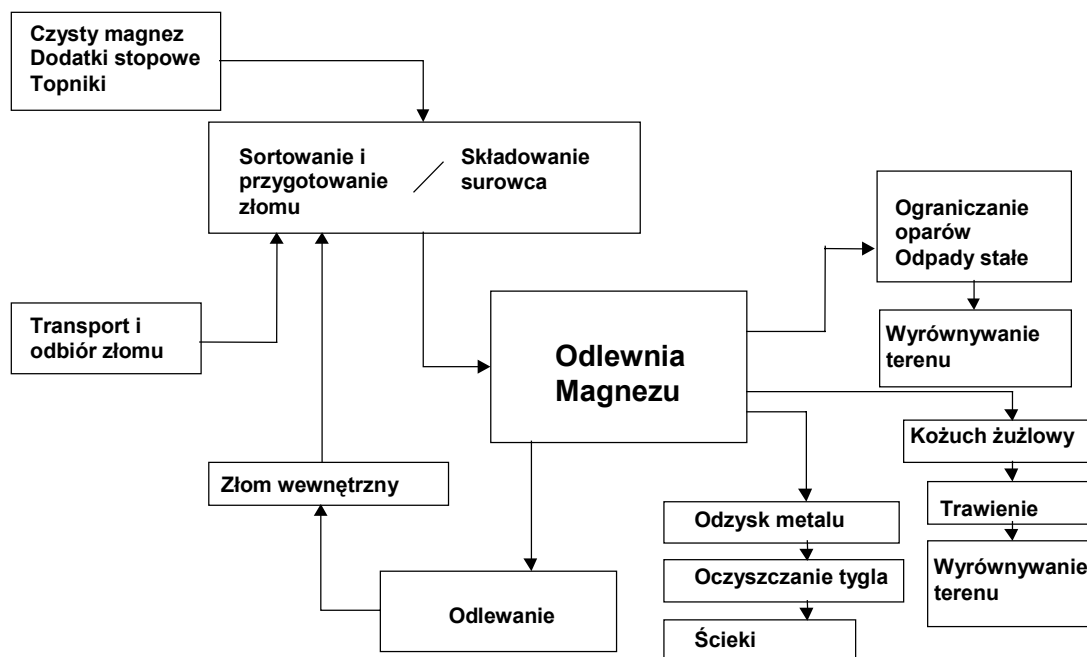 Czysty magnez
Dodatki stopowe
Topniki
Sortowanie i
przygotowanie
złomu
Składowanie
surowca
Ograniczanie
oparów
Odpady stałe
Transport i
odbiór złomu
Odlewnia
Magnezu
Wyrównywanie
terenu
Kożuch żużlowy
Złom wewnętrzny
Trawienie
Odzysk metalu
Wyrównywanie
terenu
Oczyszczanie tygla
Odlewanie
Ścieki